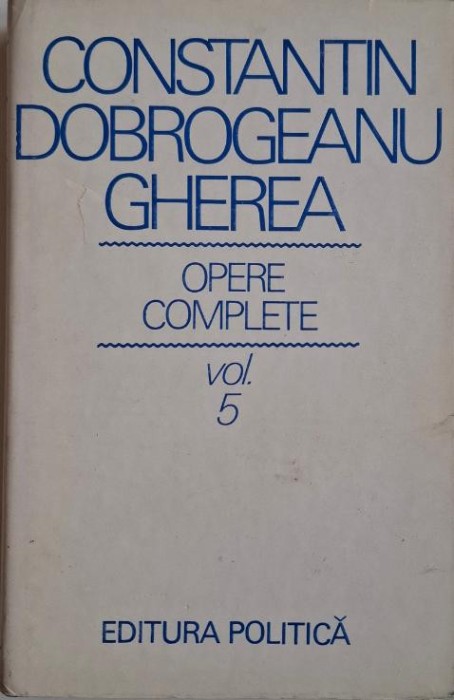 CONSTANTIN
DOBROGEANU
GHEREA
OPERE
COMPLETE
vol.
5
EDITURA POLITICĂ